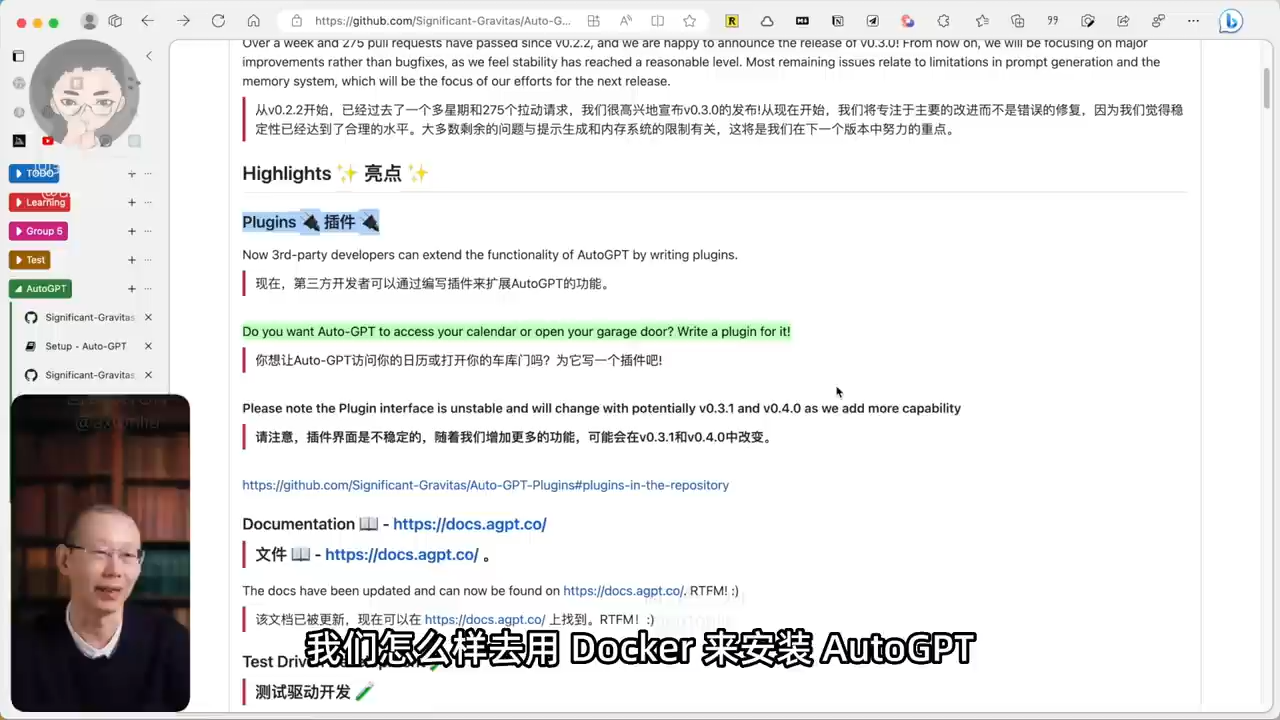 https://github.com/Significant-Gravitas/Auto-G...
Over a week and 275 pull requests have passed since v0.2.2, and we are happy to announce the release of v0.3.0! From now on, we will be focusing on major
improvements rather than bugfixes, as we feel stability has reached a reasonable level. Most remaining issues relate to limitations in prompt generation and the
memory system, which will be the focus of our efforts for the next release.
从v0.2.2开始，已经过去了一个多星期和275个拉动请求，我们很高兴地宣布v0.3.0的发布!从现在开始，我们将专注于主要的改进而不是错误的修复，因为我们觉得稳
定性已经达到了合理的水平。大多数剩余的问题与提示生成和内存系统的限制有关，这将是我们在下一个版本中努力的重点。
Highlights ✨ 亮点 ✨
Plugins 🔌 插件 🔌
Now 3rd-party developers can extend the functionality of AutoGPT by writing plugins.
现在，第三方开发者可以通过编写插件来扩展AutoGPT的功能。
Do you want Auto-GPT to access your calendar or open your garage door? Write a plugin for it!
你想让Auto-GPT访问你的日历或打开你的车库门吗？为它写一个插件吧!
Please note the Plugin interface is unstable and will change with potentially v0.3.1 and v0.4.0 as we add more capability
请注意，插件界面是不稳定的，随着我们增加更多的功能，可能会在v0.3.1和v0.4.0中改变。
https://github.com/Significant-Gravitas/Auto-GPT-Plugins#plugins-in-the-repository
Documentation 📖 - https://docs.agpt.co/
文件 📖 - https://docs.agpt.co/ 。
The docs have been updated and can now be found on https://docs.agpt.co/. RTFM! :)
该文档已被更新，现在可以在 https://docs.agpt.co/ 上找到。RTFM！:)
Test Driven
测试驱动开发 🧪
TODO
Learning
Group 5
Test
AutoGPT
Significant-Gravitas
Setup - Auto-GPT
Significant-Gravitas
我们怎么样去用 Docker 来安装 AutoGPT